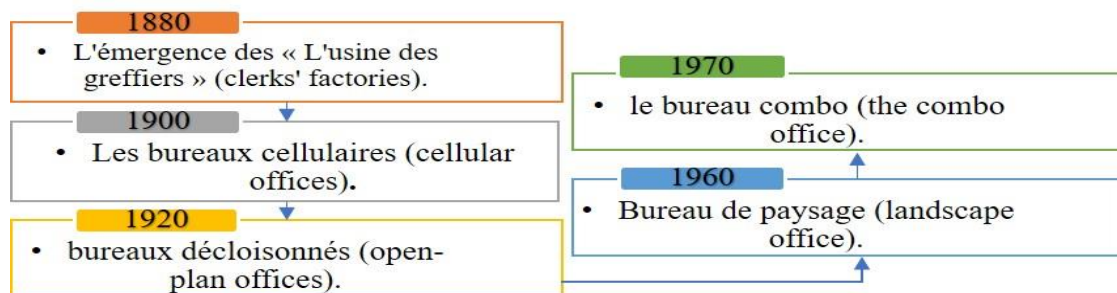 1880
• L'émergence des « L'usine des
greffiers » (clerks' factories).
1900
• Les bureaux cellulaires (cellular
offices).
1920
• bureaux décloisonnés (open-
plan offices).
1960
• Bureau de paysage (landscape
office).
1970
• le bureau combo (the combo
office).